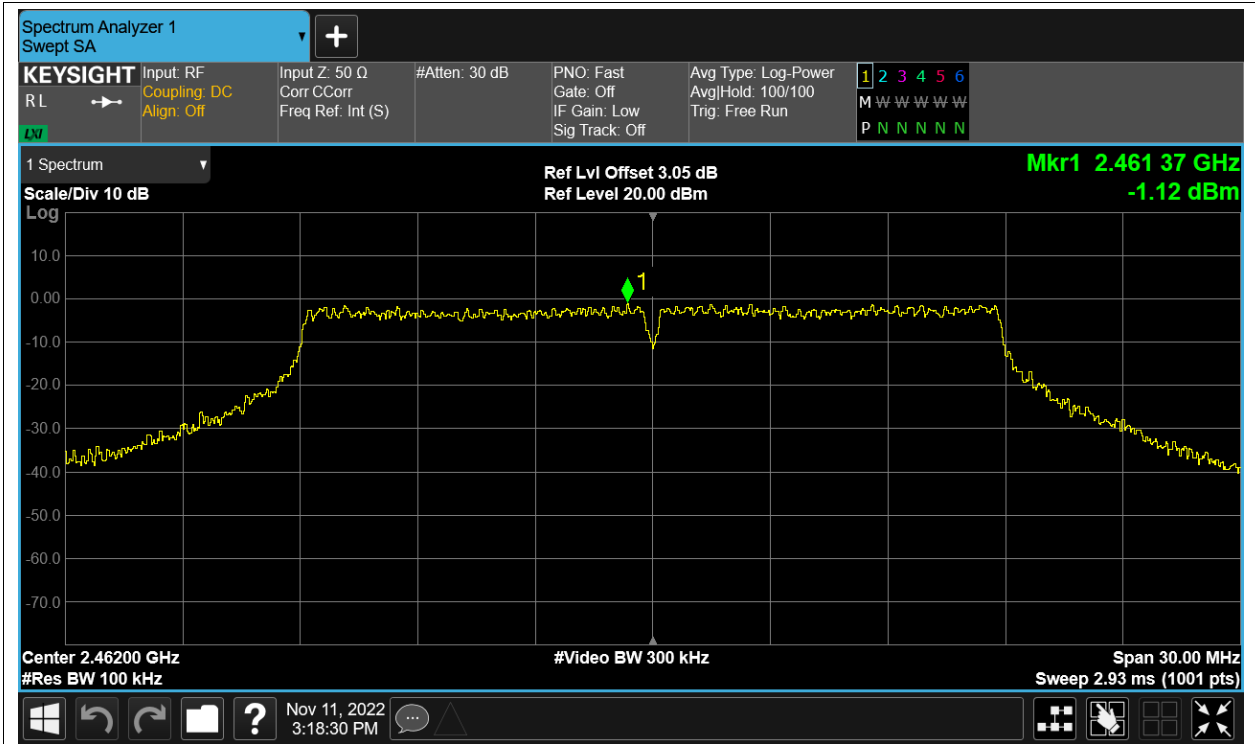 Spectrum Analyzer 1
Swept SA
KEYSIGHT
RL
LXI
Input: RF
Coupling: DC
Align: Off
Input Z: 50 Ω
Corr CCorr
Freq Ref: Int (S)
#Atten: 30 dB
PNO: Fast
Gate: Off
IF Gain: Low
Sig Track: Off
Avg Type: Log-Power
Avg|Hold: 100/100
Trig: Free Run
1 2 3 4 5 6
M W W W W W
P N N N N N
1 Spectrum
Scale/Div 10 dB
Ref Lvl Offset 3.05 dB
Ref Level 20.00 dBm
Mkr1 2.461 37 GHz
-1.12 dBm
Log
10.0
0.00
-10.0
-20.0
-30.0
-40.0
-50.0
-60.0
-70.0
1
Center 2.46200 GHz
#Res BW 100 kHz
#Video BW 300 kHz
Span 30.00 MHz
Sweep 2.93 ms (1001 pts)
?
Nov 11, 2022
3:18:30 PM